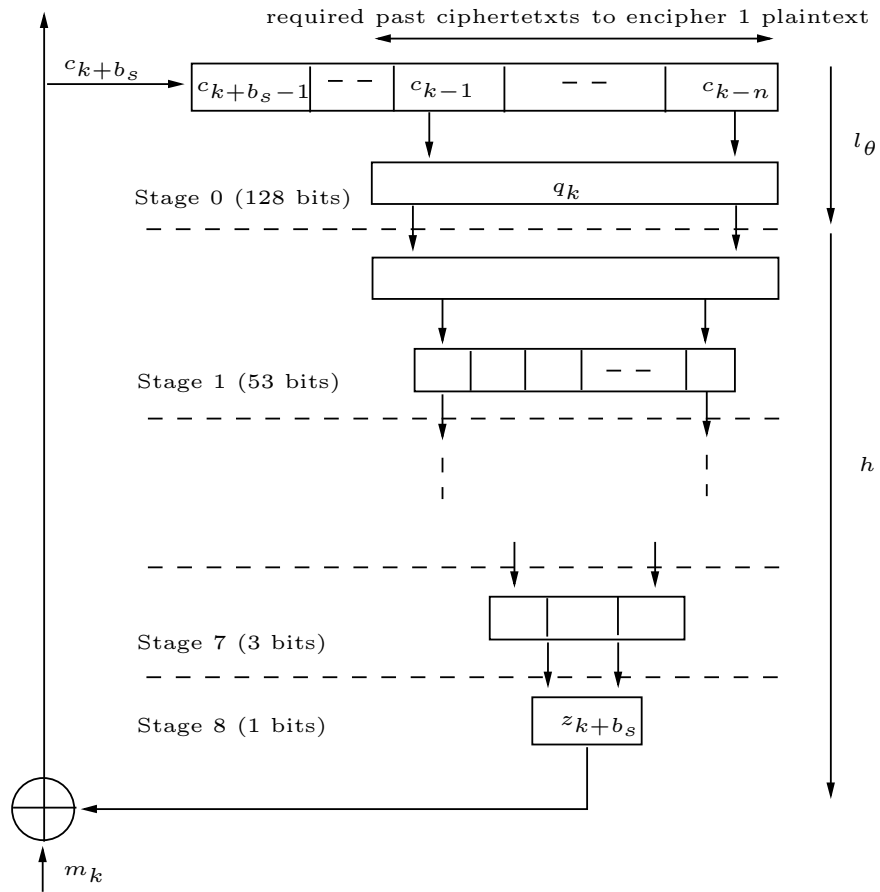 required past ciphertetxts to encipher 1 plaintext
c_{k+b_s}
c_{k+b_s-1} – – c_{k-1} – – c_{k-n}
l_θ
q_k
Stage 0 (128 bits)
Stage 1 (53 bits)
– –
h
Stage 7 (3 bits)
Stage 8 (1 bits)
z_{k+b_s}
m_k